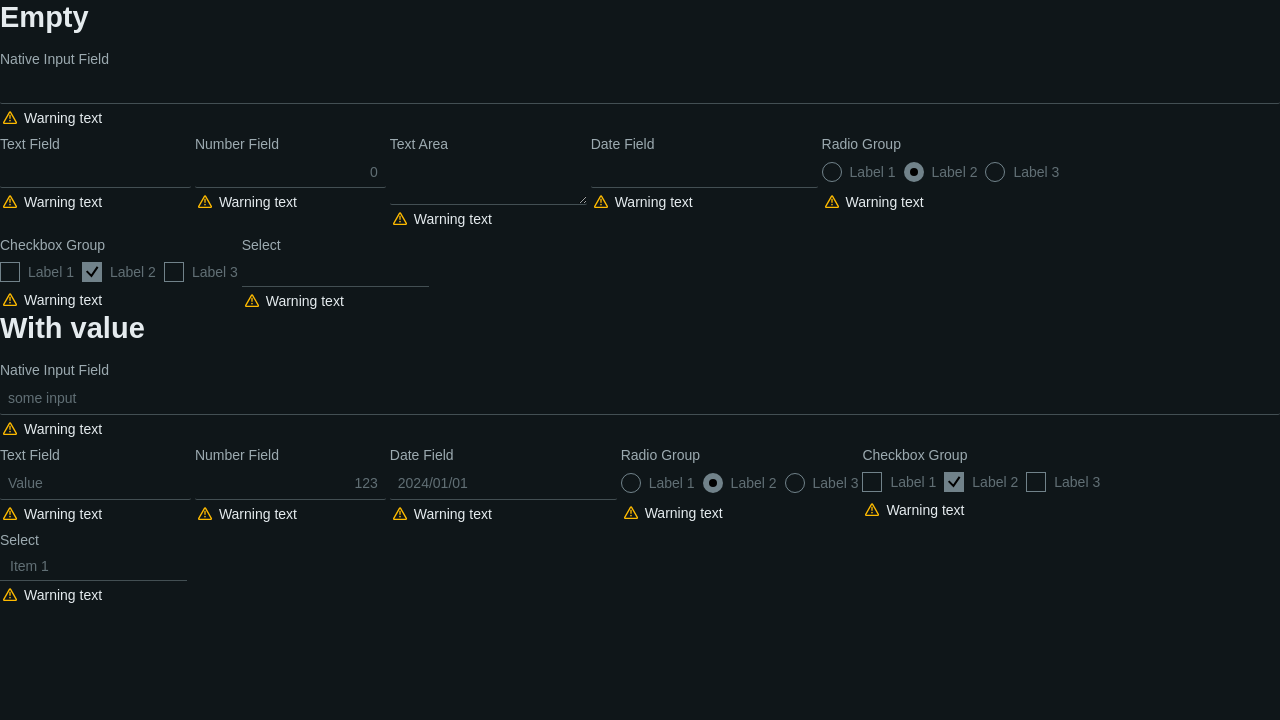 Empty
Native Input Field
Warning text
Text Field Number Field Text Area Date Field Radio Group
0 Label 1 Label 2 Label 3
Warning text Warning text Warning text Warning text
Warning text
Checkbox Group Select
Label 1 Label 2 Label 3
Warning text Warning text
With value
Native Input Field
some input
Warning text
Text Field Number Field Date Field Radio Group Checkbox Group
Value 123 2024/01/01 Label 1 Label 2 Label 3 Label 1 Label 2 Label 3
Warning text Warning text Warning text Warning text Warning text
Select
Item 1
Warning text